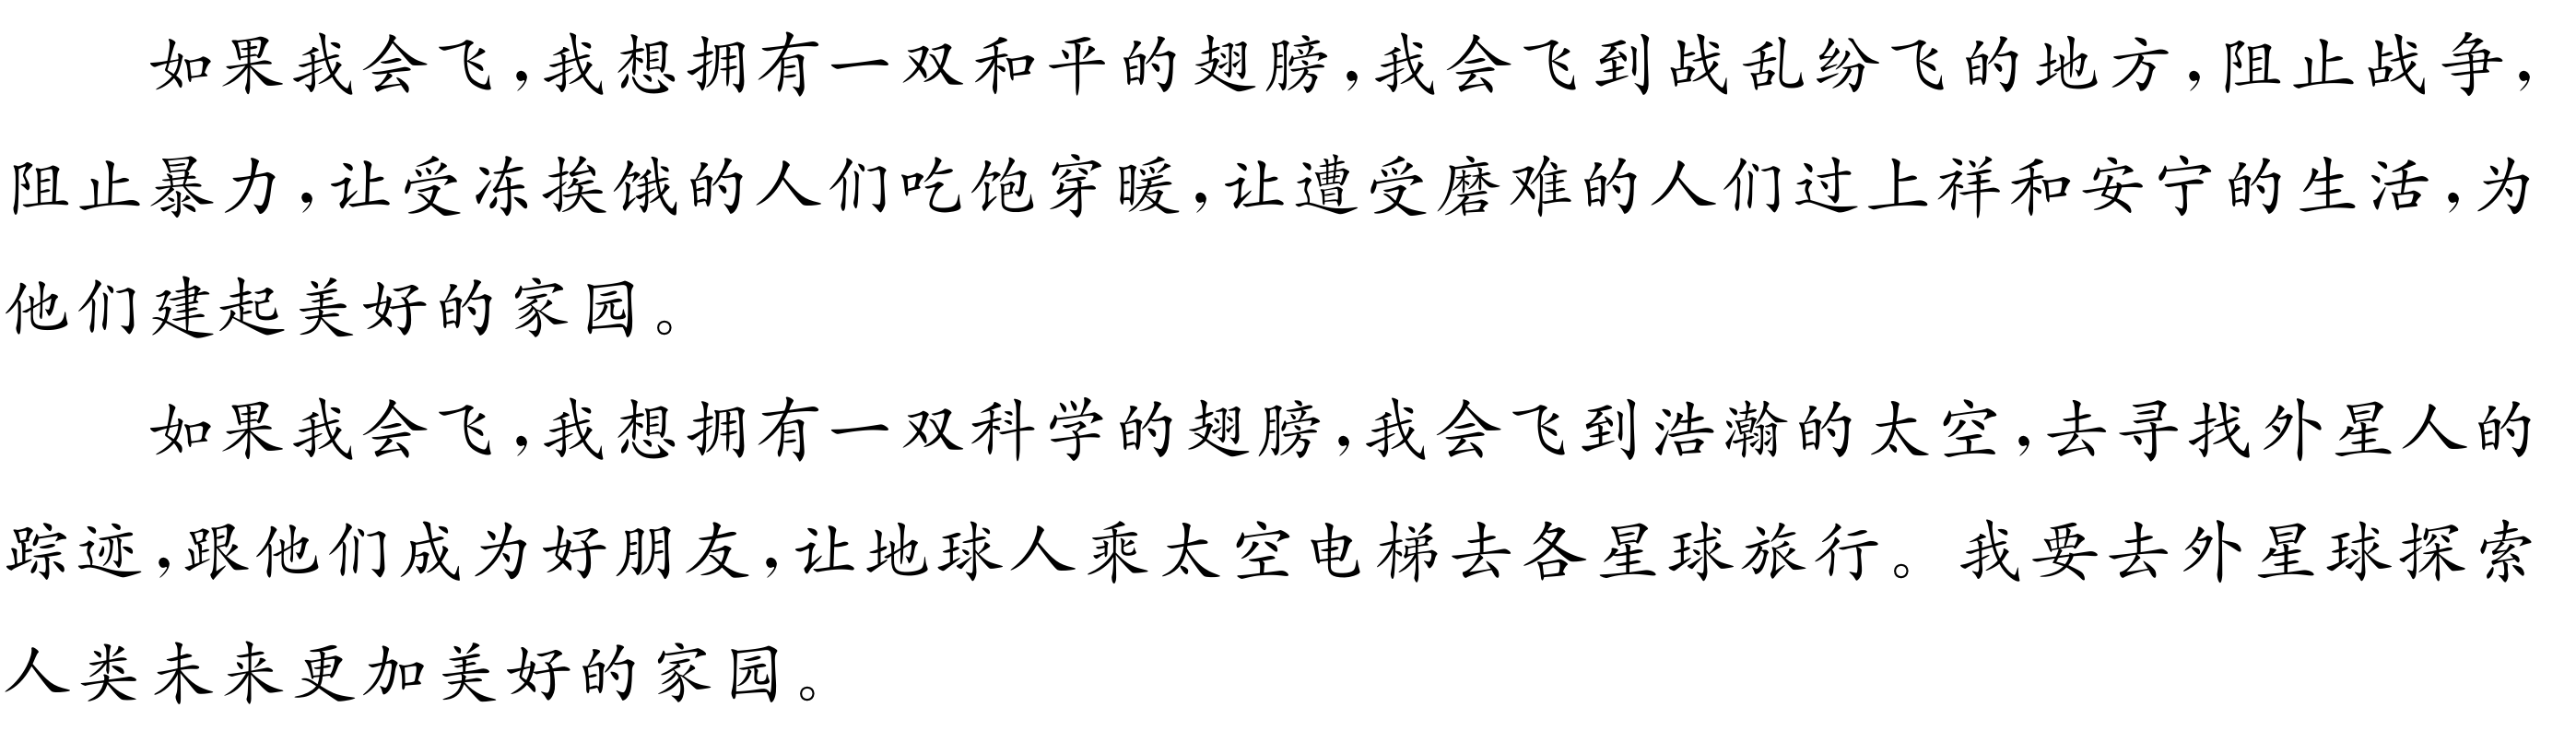 如果我会飞,我想拥有一双和平的翅膀,我会飞到战乱纷飞的地方,阻止战争,
阻止暴力,让受冻挨饿的人们吃饱穿暖,让遭受磨难的人们过上祥和安宁的生活,为
他们建起美好的家园。
如果我会飞,我想拥有一双科学的翅膀,我会飞到浩瀚的太空,去寻找外星人的
踪迹,跟他们成为好朋友,让地球人乘太空电梯去各星球旅行。我要去外星球探索
人类未来更加美好的家园。